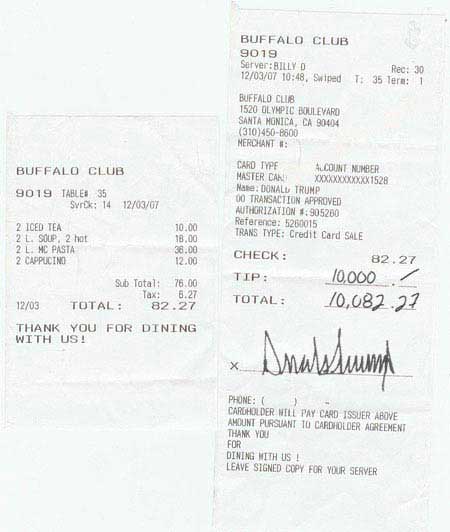 BUFFALO CLUB
9019 TABLE# 35
SvrCk: 14 12/03/07
2 ICED TEA 10.00
2 L. SOUP, 2 hot 18.00
2 L. MC PASTA 36.00
2 CAPPUCINO 12.00
Sub Total: 76.00
Tax: 6.27
12/03 TOTAL: 82.27
THANK YOU FOR DINING
WITH US!
BUFFALO CLUB
9019
Server: BILLY D Rec: 30
12/03/07 10:48, Swiped T: 35 Term: 1
BUFFALO CLUB
1520 OLYMPIC BOULEVARD
SANTA MONICA, CA 90404
(310)450-8600
MERCHANT #:
CARD TYPE ACCOUNT NUMBER
MASTER CARD XXXXXXXXXXXX1528
Name: DONALD TRUMP
00 TRANSACTION APPROVED
AUTHORIZATION #: 905260
Reference: 5260015
TRANS TYPE: Credit Card SALE
CHECK: 82.27
TIP: 10,000./
TOTAL: 10,082.27
X Donald Trump
PHONE: ( ) -
CARDHOLDER WILL PAY CARD ISSUER ABOVE
AMOUNT PURSUANT TO CARDHOLDER AGREEMENT
THANK YOU
FOR
DINING WITH US !
LEAVE SIGNED COPY FOR YOUR SERVER